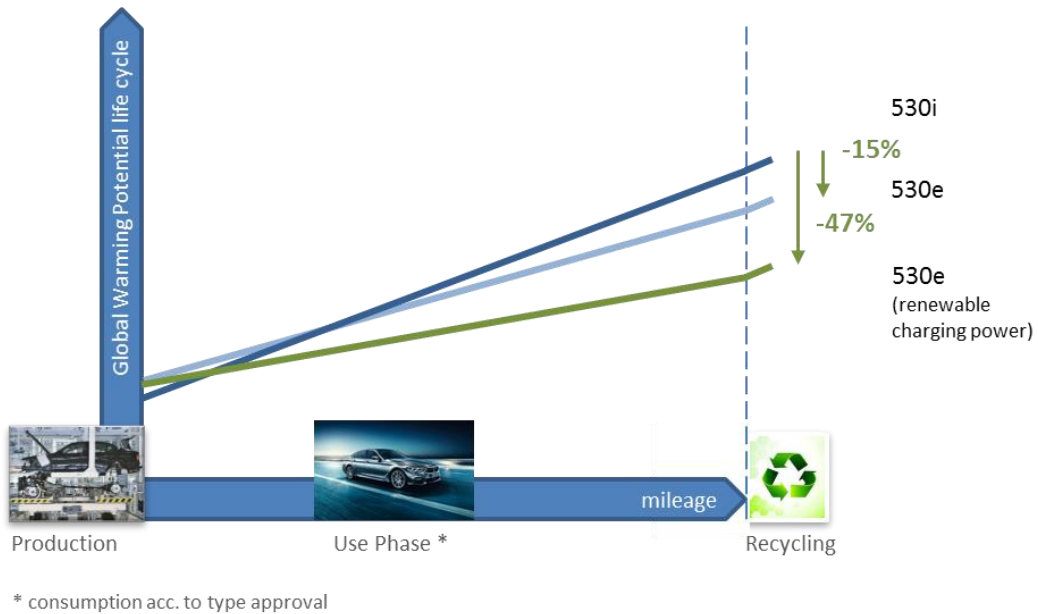 Global Warming Potential life cycle
530i
-15%
530e
-47%
530e
(renewable
charging power)
mileage
Production
Use Phase *
Recycling
* consumption acc. to type approval